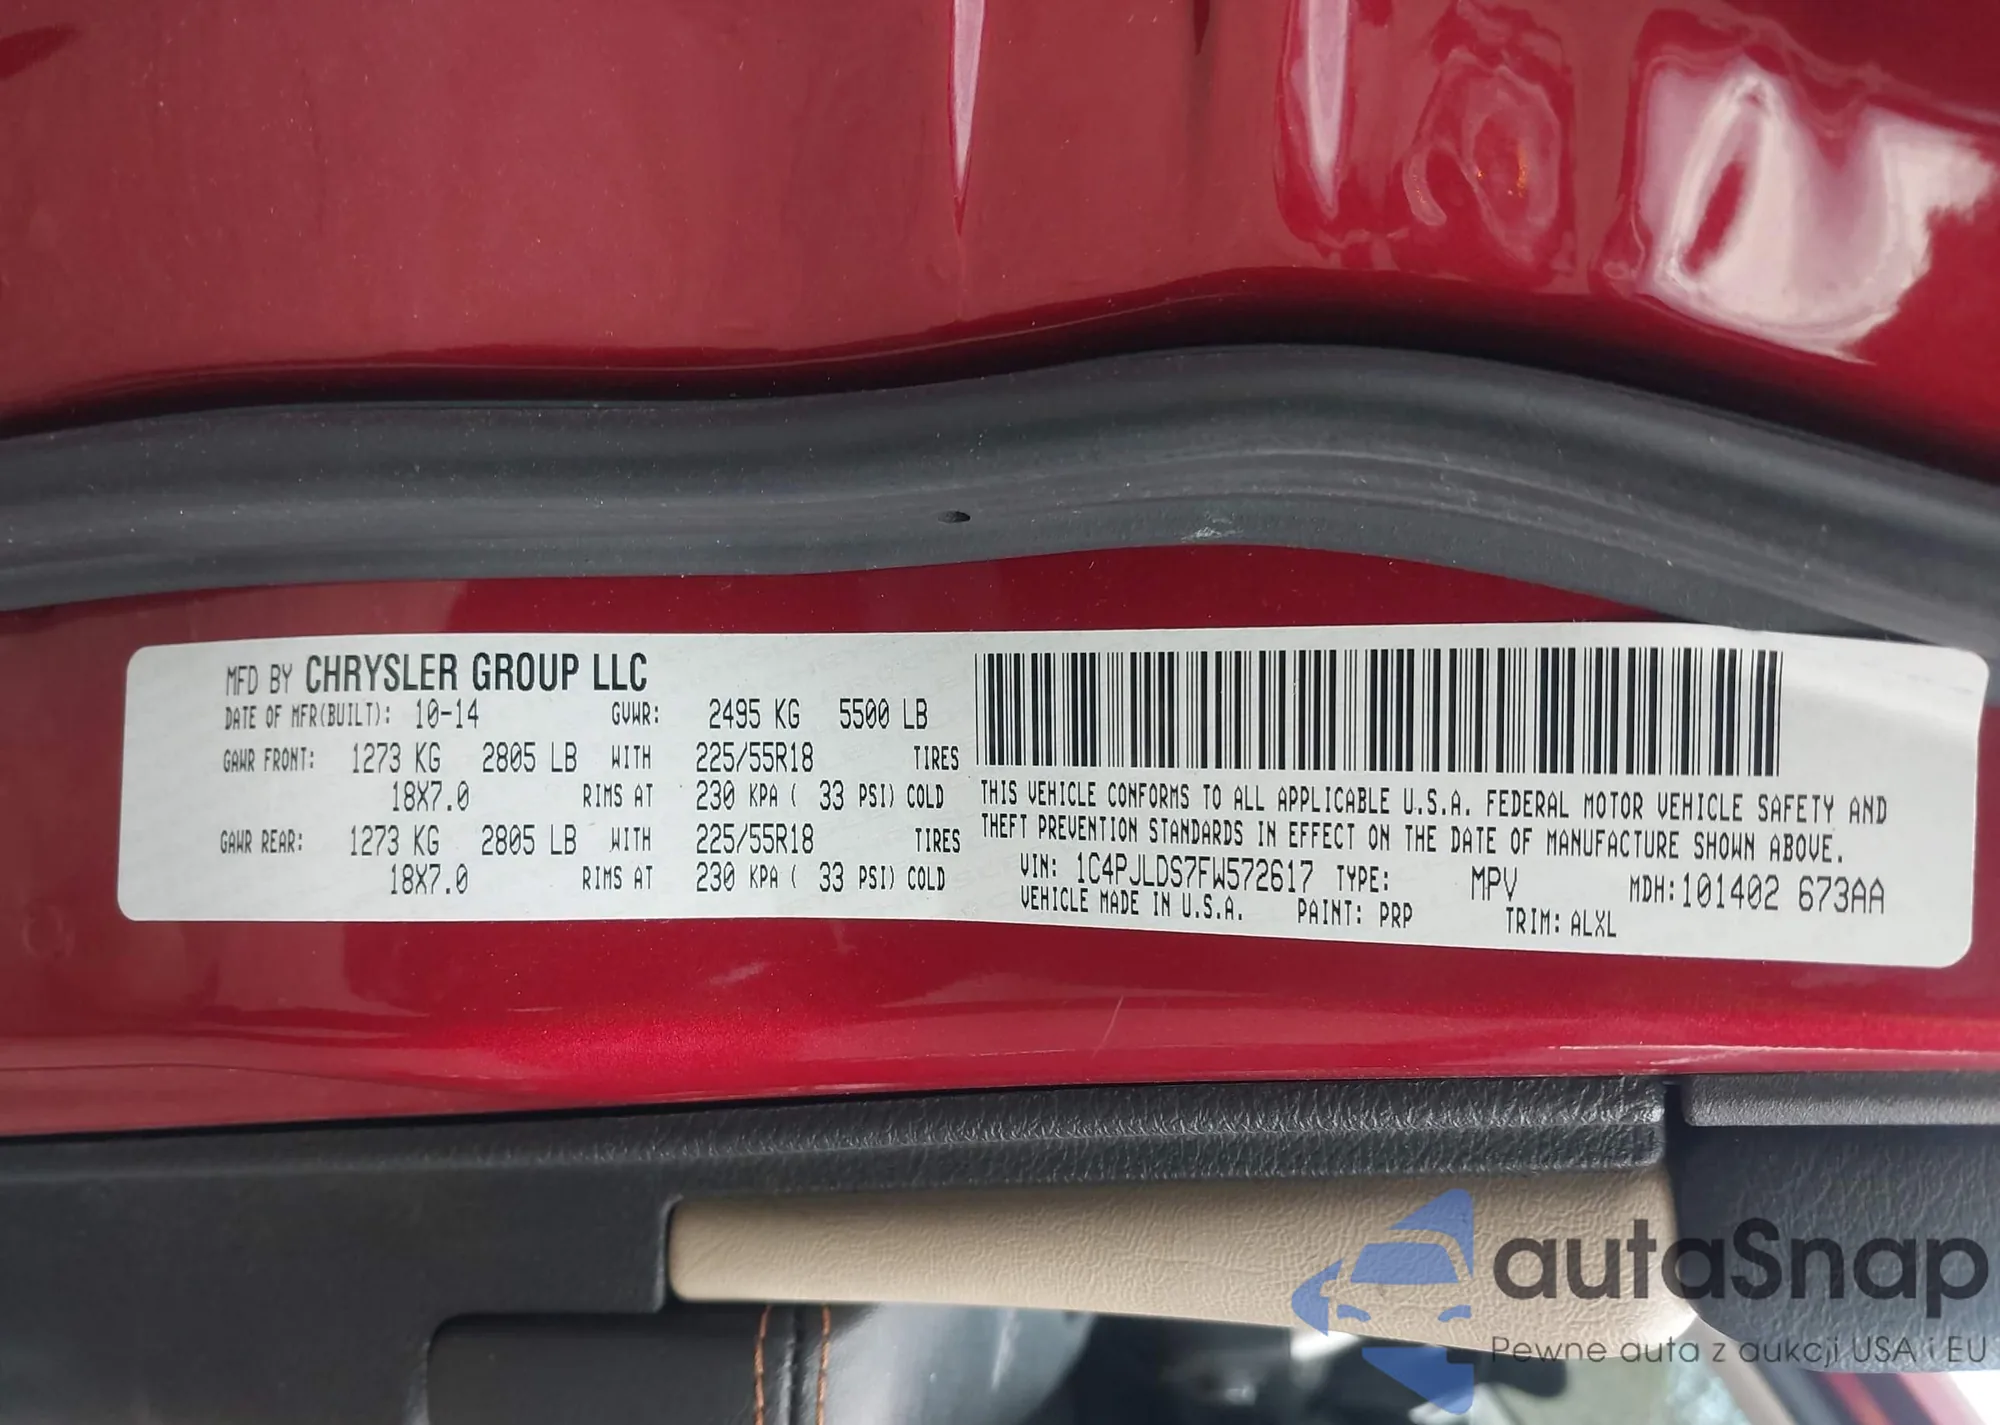 MFD BY CHRYSLER GROUP LLC
DATE OF MFR(BUILT): 10-14 GVWR: 2495 KG 5500 LB
GAWR FRONT: 1273 KG 2805 LB WITH 225/55R18 TIRES
18X7.0 RIMS AT 230 KPA ( 33 PSI) COLD
GAWR REAR: 1273 KG 2805 LB WITH 225/55R18 TIRES
18X7.0 RIMS AT 230 KPA ( 33 PSI) COLD
THIS VEHICLE CONFORMS TO ALL APPLICABLE U.S.A. FEDERAL MOTOR VEHICLE SAFETY AND
THEFT PREVENTION STANDARDS IN EFFECT ON THE DATE OF MANUFACTURE SHOWN ABOVE.
VIN: 1C4PJLDS7FW572617 TYPE: MPV MDH:101402 673AA
VEHICLE MADE IN U.S.A. PAINT: PRP TRIM: ALXL
autaSnap
Pewne auta z aukcji USA i EU